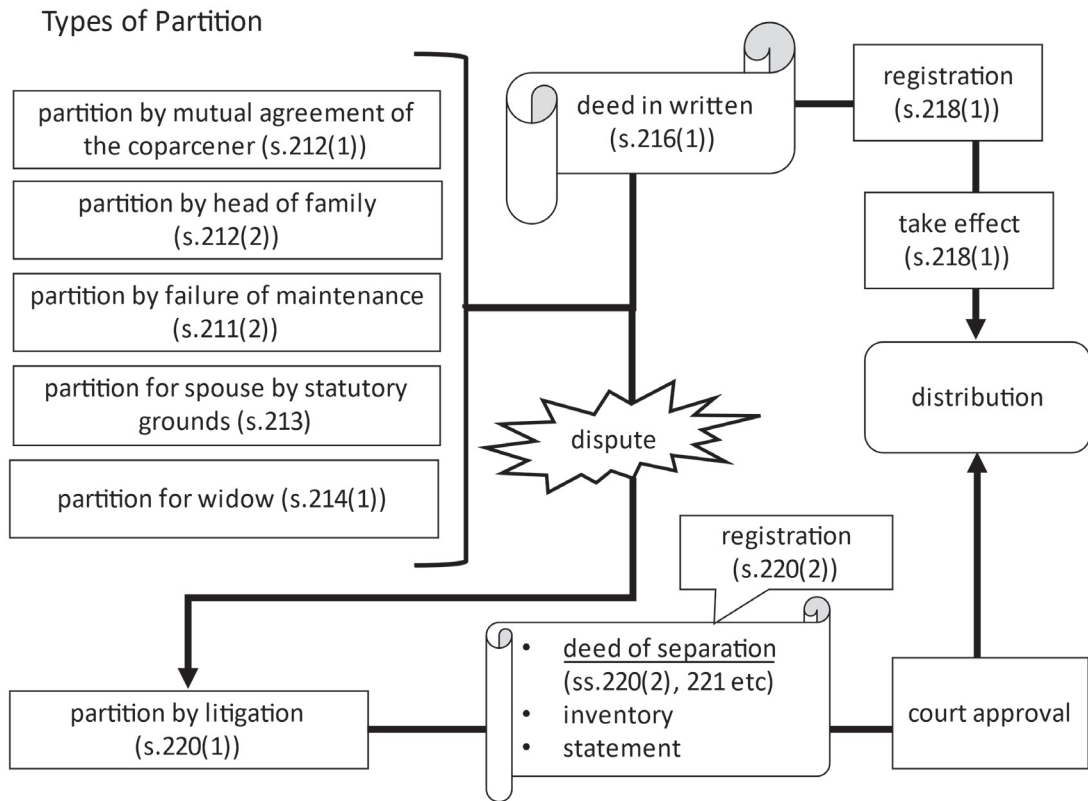 Types of Partition
partition by mutual agreement of
the coparcener (s.212(1))
partition by head of family
(s.212(2))
partition by failure of maintenance
(s.211(2))
partition for spouse by statutory
grounds (s.213)
partition for widow (s.214(1))
deed in written
(s.216(1))
registration
(s.218(1))
take effect
(s.218(1))
distribution
dispute
registration
(s.220(2))
partition by litigation
(s.220(1))
• deed of separation
(ss.220(2), 221 etc)
• inventory
• statement
court approval